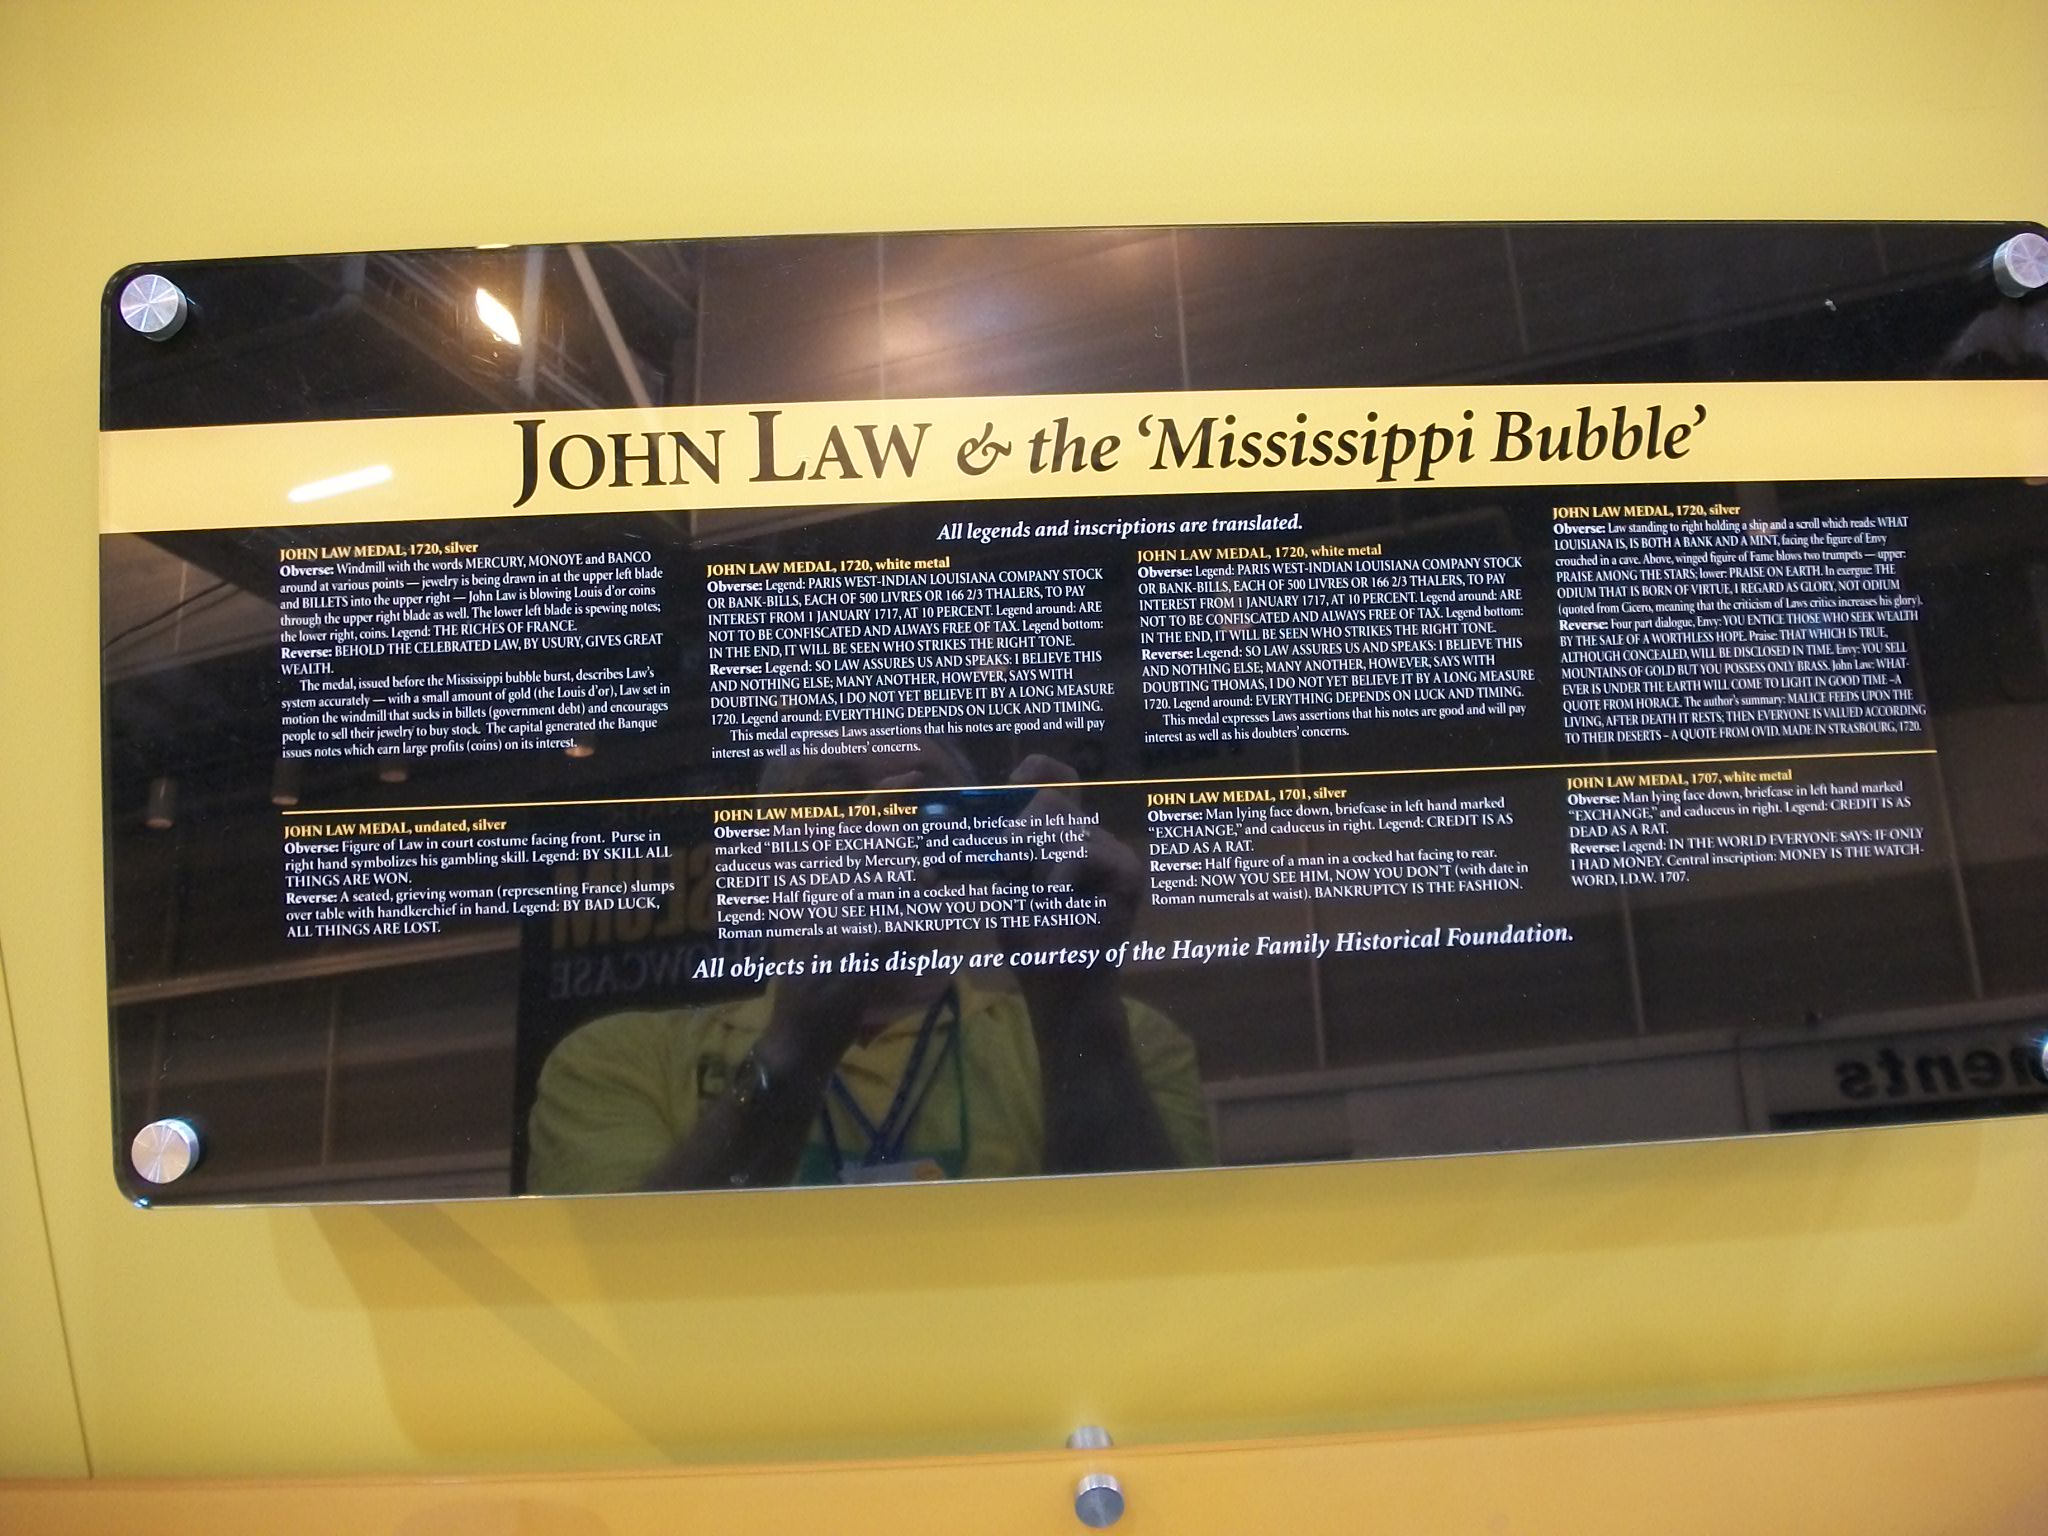 JOHN LAW & the ‘Mississippi Bubble’
All legends and inscriptions are translated.
JOHN LAW MEDAL, 1720, silver
Obverse: Windmill with the words MERCURY, MONOYE and BANCO
around at various points — jewelry is being drawn in at the upper left blade
and BILLETS into the upper right — John Law is blowing Louis d’or coins
through the upper right blade as well. The lower left blade is spewing notes;
the lower right, coins. Legend: THE RICHES OF FRANCE.
Reverse: BEHOLD THE CELEBRATED LAW, BY USURY, GIVES GREAT
WEALTH.
The medal, issued before the Mississippi bubble burst, describes Law’s
system accurately — with a small amount of gold (the Louis d’or), Law set in
motion the windmill that sucks in billets (government debt) and encourages
people to sell their jewelry to buy stock. The capital generated the Banque
issues notes which earn large profits (coins) on its interest.
JOHN LAW MEDAL, 1720, white metal
Obverse: Legend: PARIS WEST-INDIAN LOUISIANA COMPANY STOCK
OR BANK-BILLS, EACH OF 500 LIVRES OR 166 2/3 THALERS, TO PAY
INTEREST FROM 1 JANUARY 1717, AT 10 PERCENT. Legend around: ARE
NOT TO BE CONFISCATED AND ALWAYS FREE OF TAX. Legend bottom:
IN THE END, IT WILL BE SEEN WHO STRIKES THE RIGHT TONE.
Reverse: Legend: SO LAW ASSURES US AND SPEAKS: I BELIEVE THIS
AND NOTHING ELSE; MANY ANOTHER, HOWEVER, SAYS WITH
DOUBTING THOMAS, I DO NOT YET BELIEVE IT BY A LONG MEASURE
1720. Legend around: EVERYTHING DEPENDS ON LUCK AND TIMING.
This medal expresses Laws assertions that his notes are good and will pay
interest as well as his doubters’ concerns.
JOHN LAW MEDAL, 1720, white metal
Obverse: Legend: PARIS WEST-INDIAN LOUISIANA COMPANY STOCK
OR BANK-BILLS, EACH OF 500 LIVRES OR 166 2/3 THALERS, TO PAY
INTEREST FROM 1 JANUARY 1717, AT 10 PERCENT. Legend around: ARE
NOT TO BE CONFISCATED AND ALWAYS FREE OF TAX. Legend bottom:
IN THE END, IT WILL BE SEEN WHO STRIKES THE RIGHT TONE.
Reverse: Legend: SO LAW ASSURES US AND SPEAKS: I BELIEVE THIS
AND NOTHING ELSE; MANY ANOTHER, HOWEVER, SAYS WITH
DOUBTING THOMAS, I DO NOT YET BELIEVE IT BY A LONG MEASURE
1720. Legend around: EVERYTHING DEPENDS ON LUCK AND TIMING.
This medal expresses Laws assertions that his notes are good and will pay
interest as well as his doubters’ concerns.
JOHN LAW MEDAL, 1720, silver
Obverse: Law standing to right holding a ship and a scroll which reads: WHAT
LOUISIANA IS, IS BOTH A BANK AND A MINT, facing the figure of Envy
crouched in a cave. Above, winged figure of Fame blows two trumpets — upper:
PRAISE AMONG THE STARS; lower: PRAISE ON EARTH. In exergue: THE
ODIUM THAT IS BORN OF VIRTUE, I REGARD AS GLORY, NOT ODIUM
(quoted from Cicero, meaning that the criticism of Laws critics increases his glory).
Reverse: Four part dialogue, Envy: YOU ENTICE THOSE WHO SEEK WEALTH
BY THE SALE OF A WORTHLESS HOPE. Praise: THAT WHICH IS TRUE,
ALTHOUGH CONCEALED, WILL BE DISCLOSED IN TIME. Envy: YOU SELL
MOUNTAINS OF GOLD BUT YOU POSSESS ONLY BRASS. John Law: WHAT-
EVER IS UNDER THE EARTH WILL COME TO LIGHT IN GOOD TIME –A
QUOTE FROM HORACE. The author’s summary: MALICE FEEDS UPON THE
LIVING, AFTER DEATH IT RESTS; THEN EVERYONE IS VALUED ACCORDING
TO THEIR DESERTS – A QUOTE FROM OVID. MADE IN STRASBOURG, 1720.
JOHN LAW MEDAL, undated, silver
Obverse: Figure of Law in court costume facing front. Purse in
right hand symbolizes his gambling skill. Legend: BY SKILL ALL
THINGS ARE WON.
Reverse: A seated, grieving woman (representing France) slumps
over table with handkerchief in hand. Legend: BY BAD LUCK,
ALL THINGS ARE LOST.
JOHN LAW MEDAL, 1701, silver
Obverse: Man lying face down on ground, briefcase in left hand
marked “BILLS OF EXCHANGE,” and caduceus in right (the
caduceus was carried by Mercury, god of merchants). Legend:
CREDIT IS AS DEAD AS A RAT.
Reverse: Half figure of a man in a cocked hat facing to rear.
Legend: NOW YOU SEE HIM, NOW YOU DON’T (with date in
Roman numerals at waist). BANKRUPTCY IS THE FASHION.
JOHN LAW MEDAL, 1701, silver
Obverse: Man lying face down, briefcase in left hand marked
“EXCHANGE,” and caduceus in right. Legend: CREDIT IS AS
DEAD AS A RAT.
Reverse: Half figure of a man in a cocked hat facing to rear.
Legend: NOW YOU SEE HIM, NOW YOU DON’T (with date in
Roman numerals at waist). BANKRUPTCY IS THE FASHION.
JOHN LAW MEDAL, 1707, white metal
Obverse: Man lying face down, briefcase in left hand marked
“EXCHANGE,” and caduceus in right. Legend: CREDIT IS AS
DEAD AS A RAT.
Reverse: Legend: IN THE WORLD EVERYONE SAYS: IF ONLY
I HAD MONEY. Central inscription: MONEY IS THE WATCH-
WORD, I.D.W. 1707.
All objects in this display are courtesy of the Haynie Family Historical Foundation.